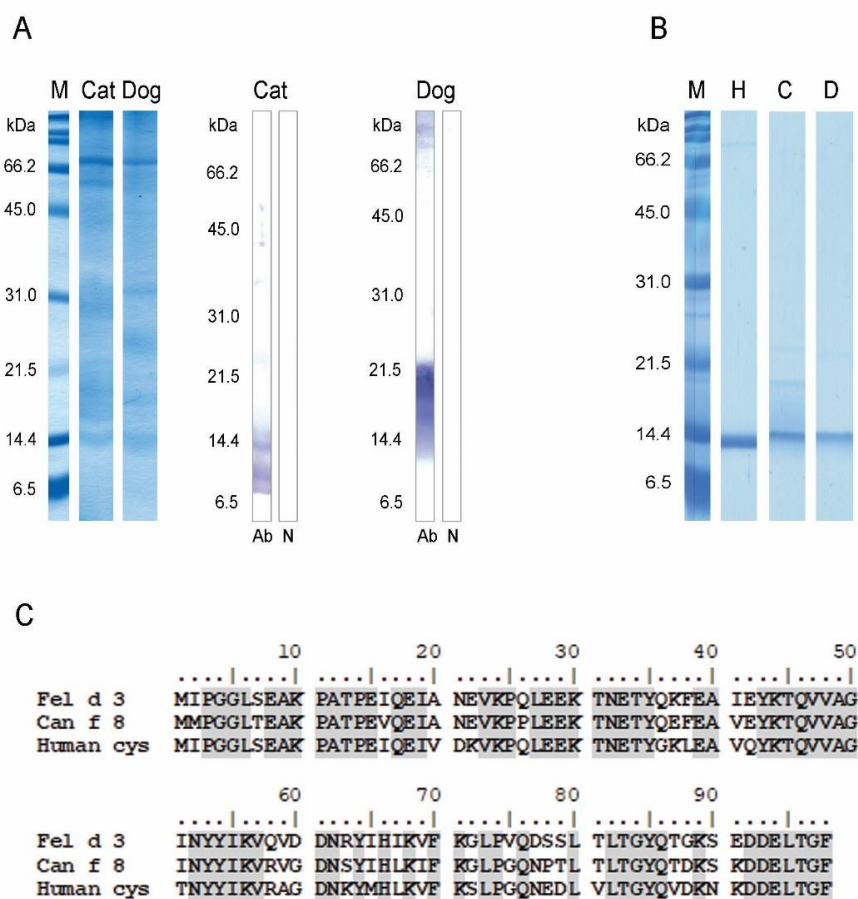 A
B
M Cat Dog
Cat
Dog
M H C D
kDa
66.2
45.0
31.0
21.5
14.4
6.5
kDa
66.2
45.0
31.0
21.5
14.4
6.5
Ab N
kDa
66.2
45.0
31.0
21.5
14.4
6.5
Ab N
kDa
66.2
45.0
31.0
21.5
14.4
6.5
C
10 20 30 40 50
....|....| ....|....| ....|....| ....|....| ....|....|
Fel d 3 MIPGGLSEAK PATPEIQEIA NEVKPQLEEK TNETYQKFEA IEYKTQVVAG
Can f 8 MMPGGLTEAK PATPEVQEIA NEVKPPLEEK TNETYQEFEA VEYKTQVVAG
Human cys MIPGGLSEAK PATPEIQEIV DKVKPQLEEK TNETYGKLEA VQYKTQVVAG
60 70 80 90
....|....| ....|....| ....|....| ....|....| ....|...
Fel d 3 INYYIKVQVD DNRYIHIKVF KGLPVQDSSL TLTGYQTGKS EDDELTGF
Can f 8 INYYIKVRVG DNSYIHLKIF KGLPGQNPTL TLTGYQTDKS EDDELTGF
Human cys TNYYIKVRAG DNKYMHLKVF KSLPGQNEDL VLTGYQTDKN KDDELTGF